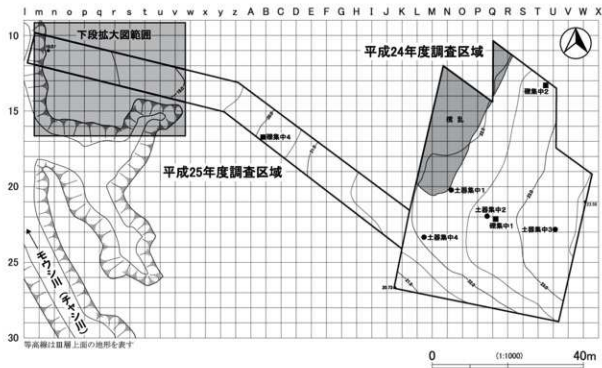 I m n o p q r s t u v w x y z A B C D E F G H I J K L M N O P Q R S T U V W X
10
15
20
25
30
下段拡大図範囲
平成24年度調査区域
平成25年度調査区域
礫集中2
撹乱
礫集中4
土器集中1
土器集中2
礫集中1
土器集中3
土器集中4
モウツ川(チャシ川)
等高線はⅢ層上面の地形を表す
0 (1:1000) 40m